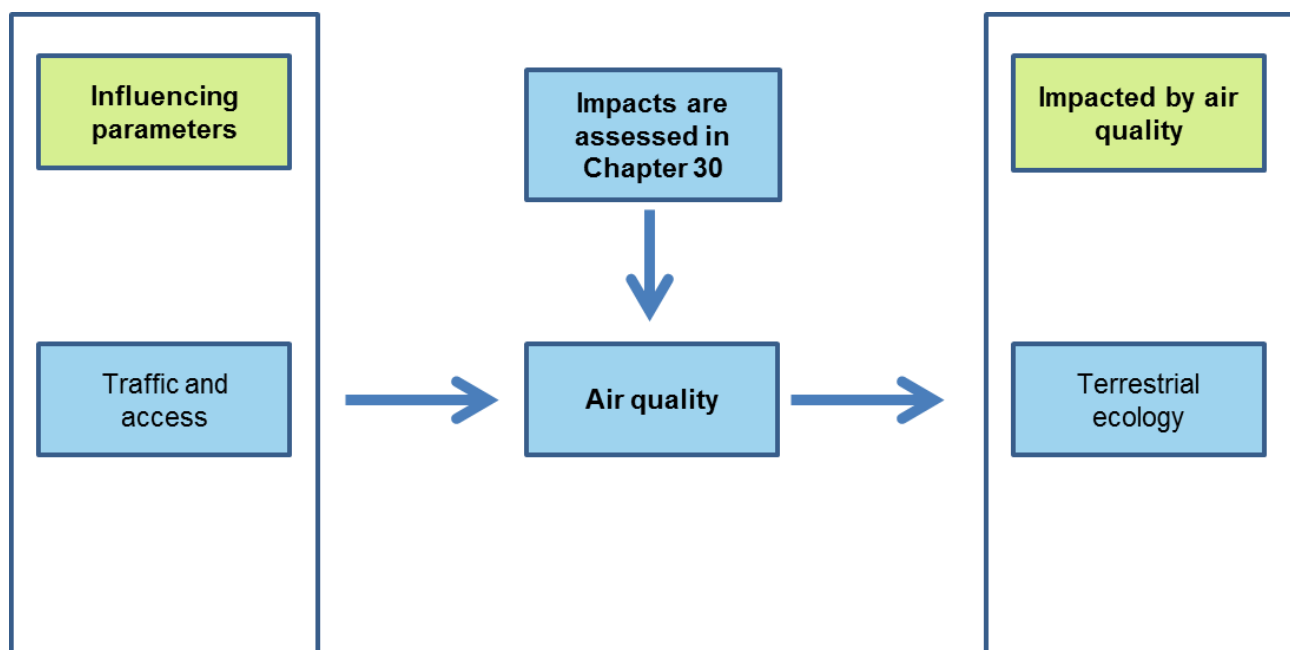 Influencing
parameters
Impacts are
assessed in
Chapter 30
Impacted by air
quality
Traffic and
access
Air quality
Terrestrial
ecology